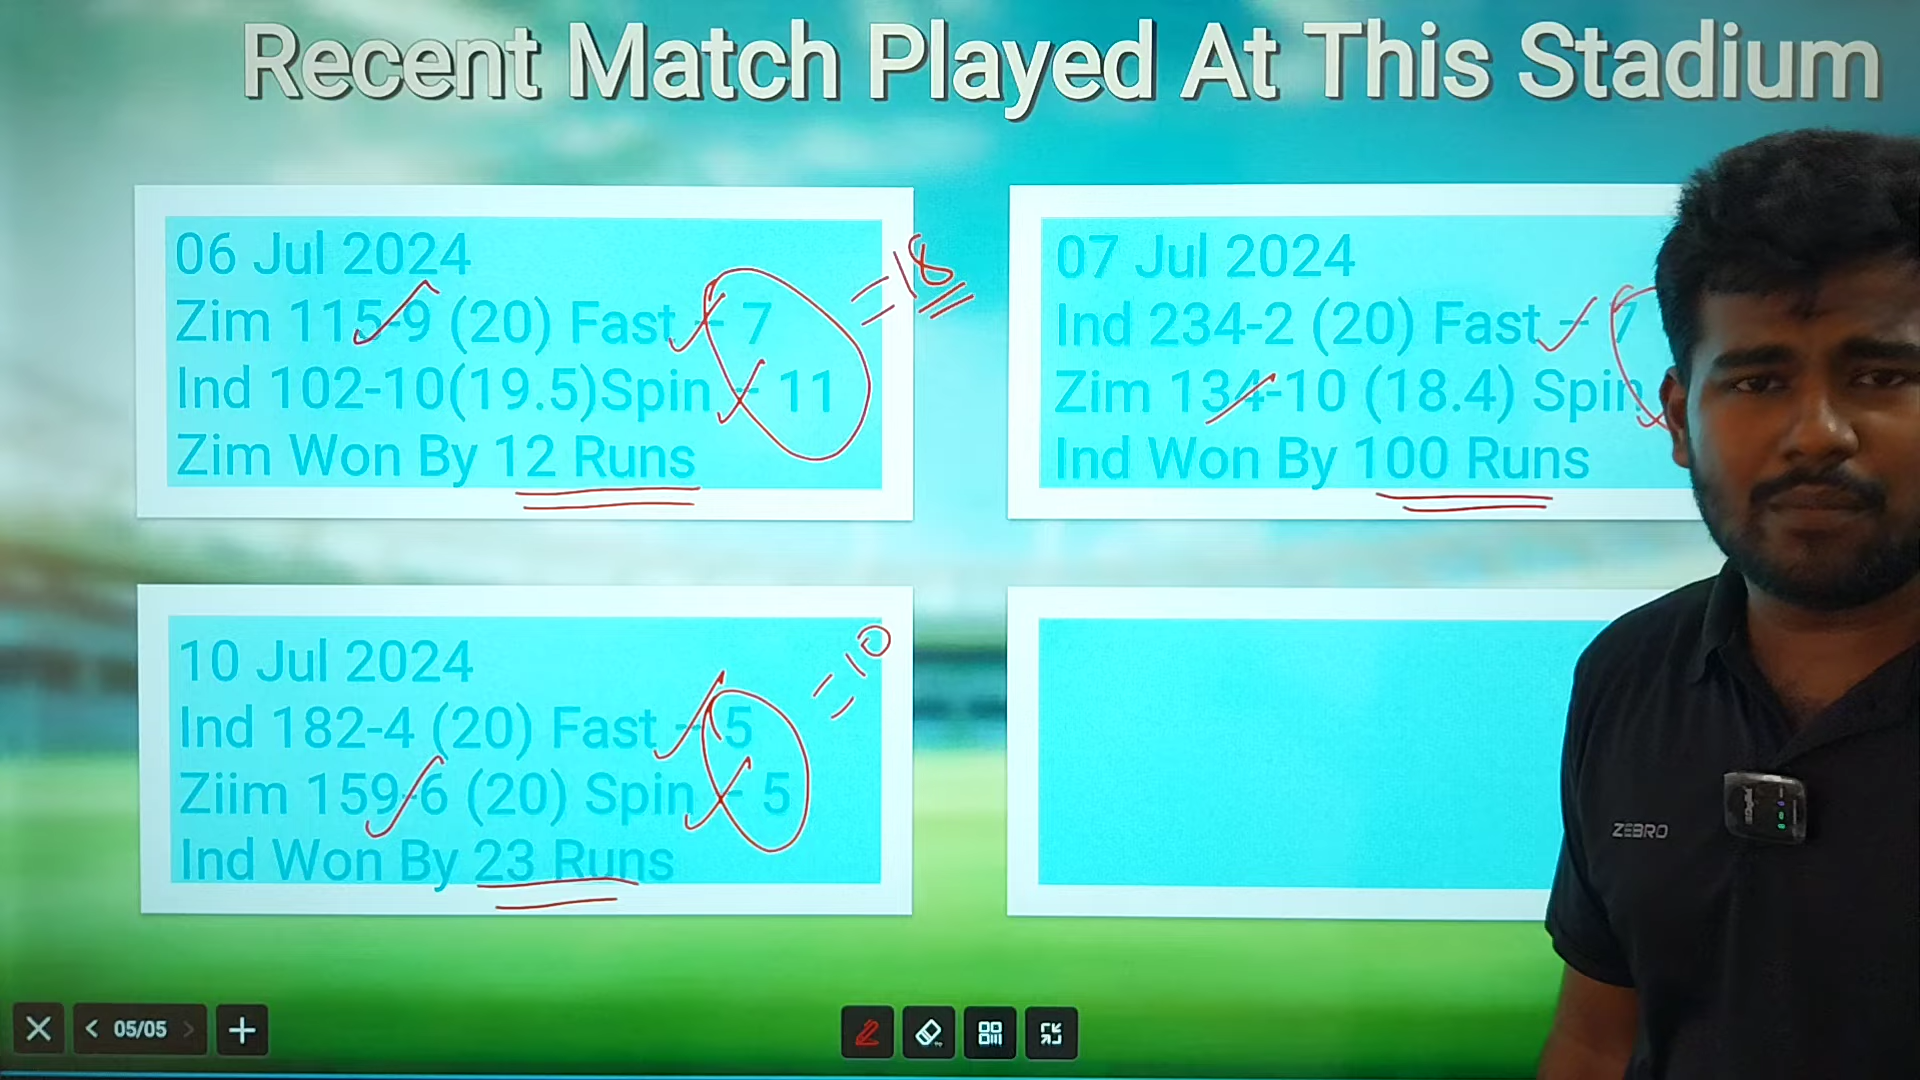 Recent Match Played At This Stadium
06 Jul 2024
Zim 115-9 (20) Fast - 7
Ind 102-10(19.5)Spin - 11
Zim Won By 12 Runs
=18
07 Jul 2024
Ind 234-2 (20) Fast - 7
Zim 134-10 (18.4) Spin
Ind Won By 100 Runs
10 Jul 2024
Ind 182-4 (20) Fast - 5
Ziim 159-6 (20) Spin - 5
Ind Won By 23 Runs
=10
ZEBRO
05/05